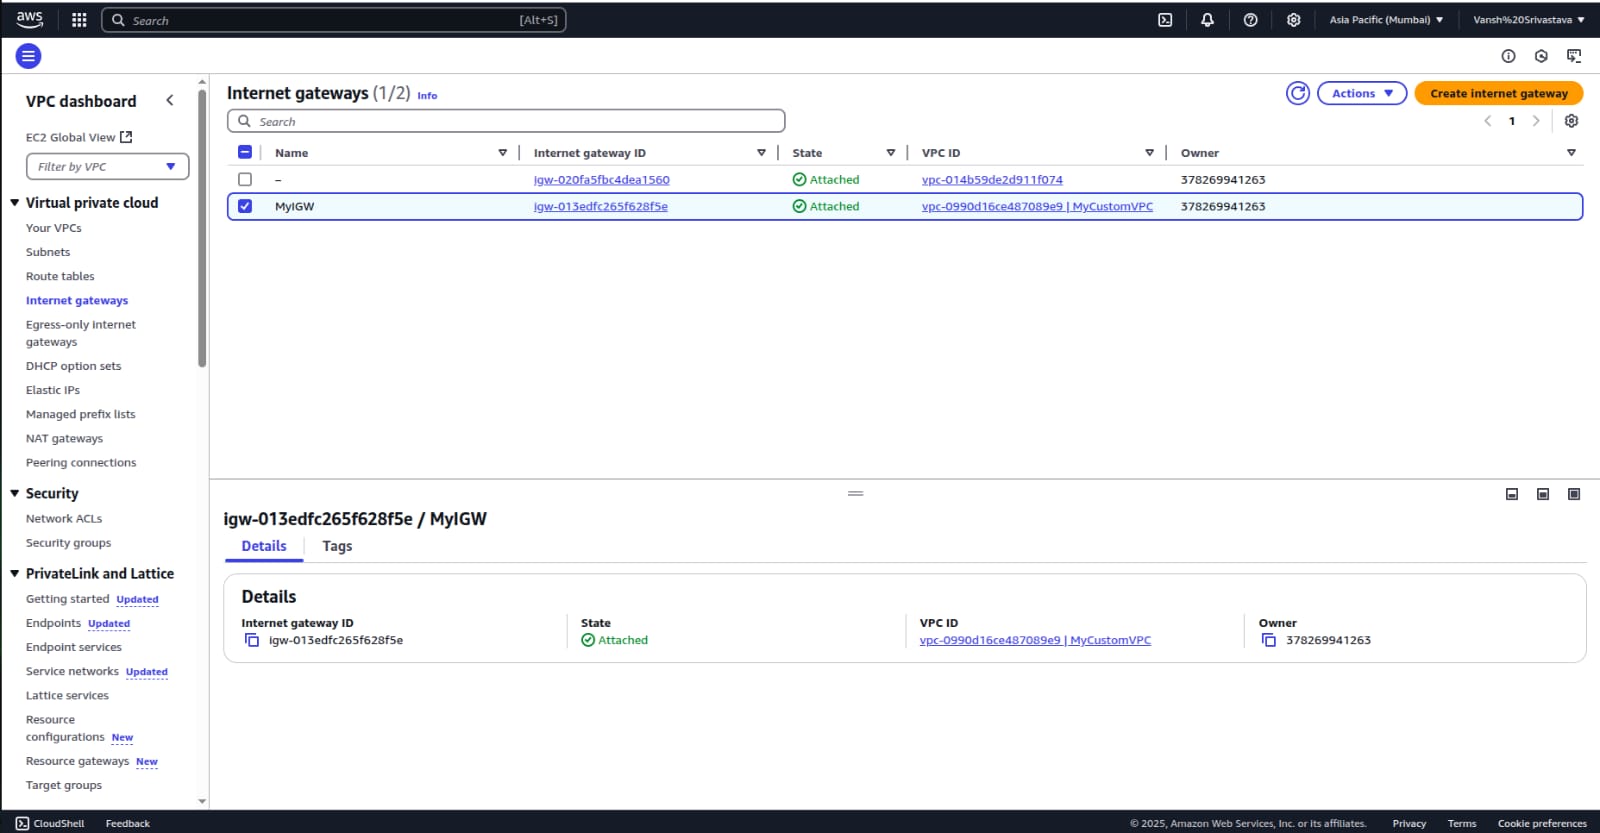 aws Search [Alt+S] Asia Pacific (Mumbai) Vansh%20Srivastava
VPC dashboard
EC2 Global View
Filter by VPC
Virtual private cloud
Your VPCs
Subnets
Route tables
Internet gateways
Egress-only internet
gateways
DHCP option sets
Elastic IPs
Managed prefix lists
NAT gateways
Peering connections
Security
Network ACLs
Security groups
PrivateLink and Lattice
Getting started Updated
Endpoints Updated
Endpoint services
Service networks Updated
Lattice services
Resource
configurations New
Resource gateways New
Target groups
Internet gateways (1/2) Info
Actions Create internet gateway
Search
1
Name Internet gateway ID State VPC ID Owner
– igw-020fa5fbc4dea1560 Attached vpc-014b59de2d911f074 378269941263
MyIGW igw-013edfc265f628f5e Attached vpc-0990d16ce487089e9 | MyCustomVPC 378269941263
igw-013edfc265f628f5e / MyIGW
Details Tags
Details
Internet gateway ID State VPC ID Owner
igw-013edfc265f628f5e Attached vpc-0990d16ce487089e9 | MyCustomVPC 378269941263
CloudShell Feedback © 2025, Amazon Web Services, Inc. or its affiliates. Privacy Terms Cookie preferences